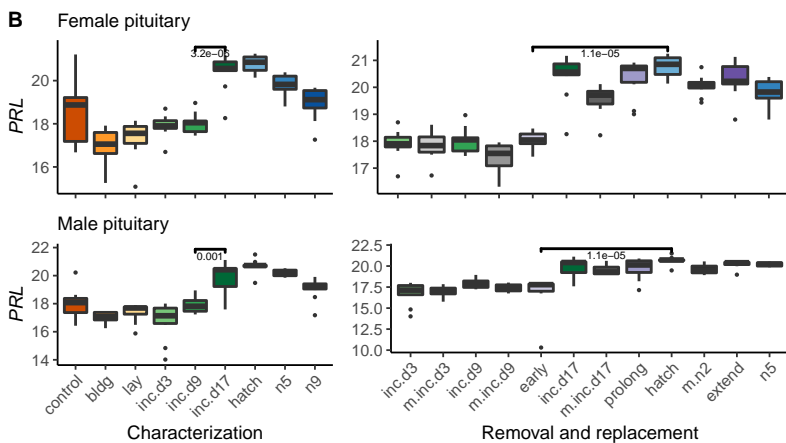 B
Female pituitary
PRL
20
18
16
3.2e-06
21
20
19
18
17
1.1e-05
Male pituitary
PRL
22
20
18
16
14
0.001
22.5
20.0
17.5
15.0
12.5
10.0
1.1e-05
control
bldg
lay
inc.d3
inc.d9
inc.d17
hatch
n5
n9
Characterization
inc.d3
m.inc.d3
inc.d9
m.inc.d9
early
inc.d17
m.inc.d17
prolong
hatch
m.n2
extend
n5
Removal and replacement